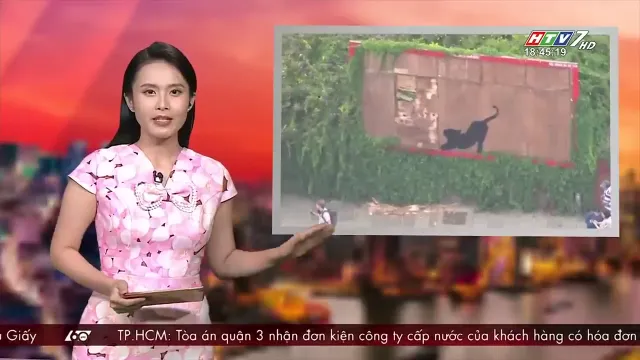 HTV7 HD
18:45:19
u Giấy 60 TP.HCM: Tòa án quận 3 nhận đơn kiện công ty cấp nước của khách hàng có hóa đơn